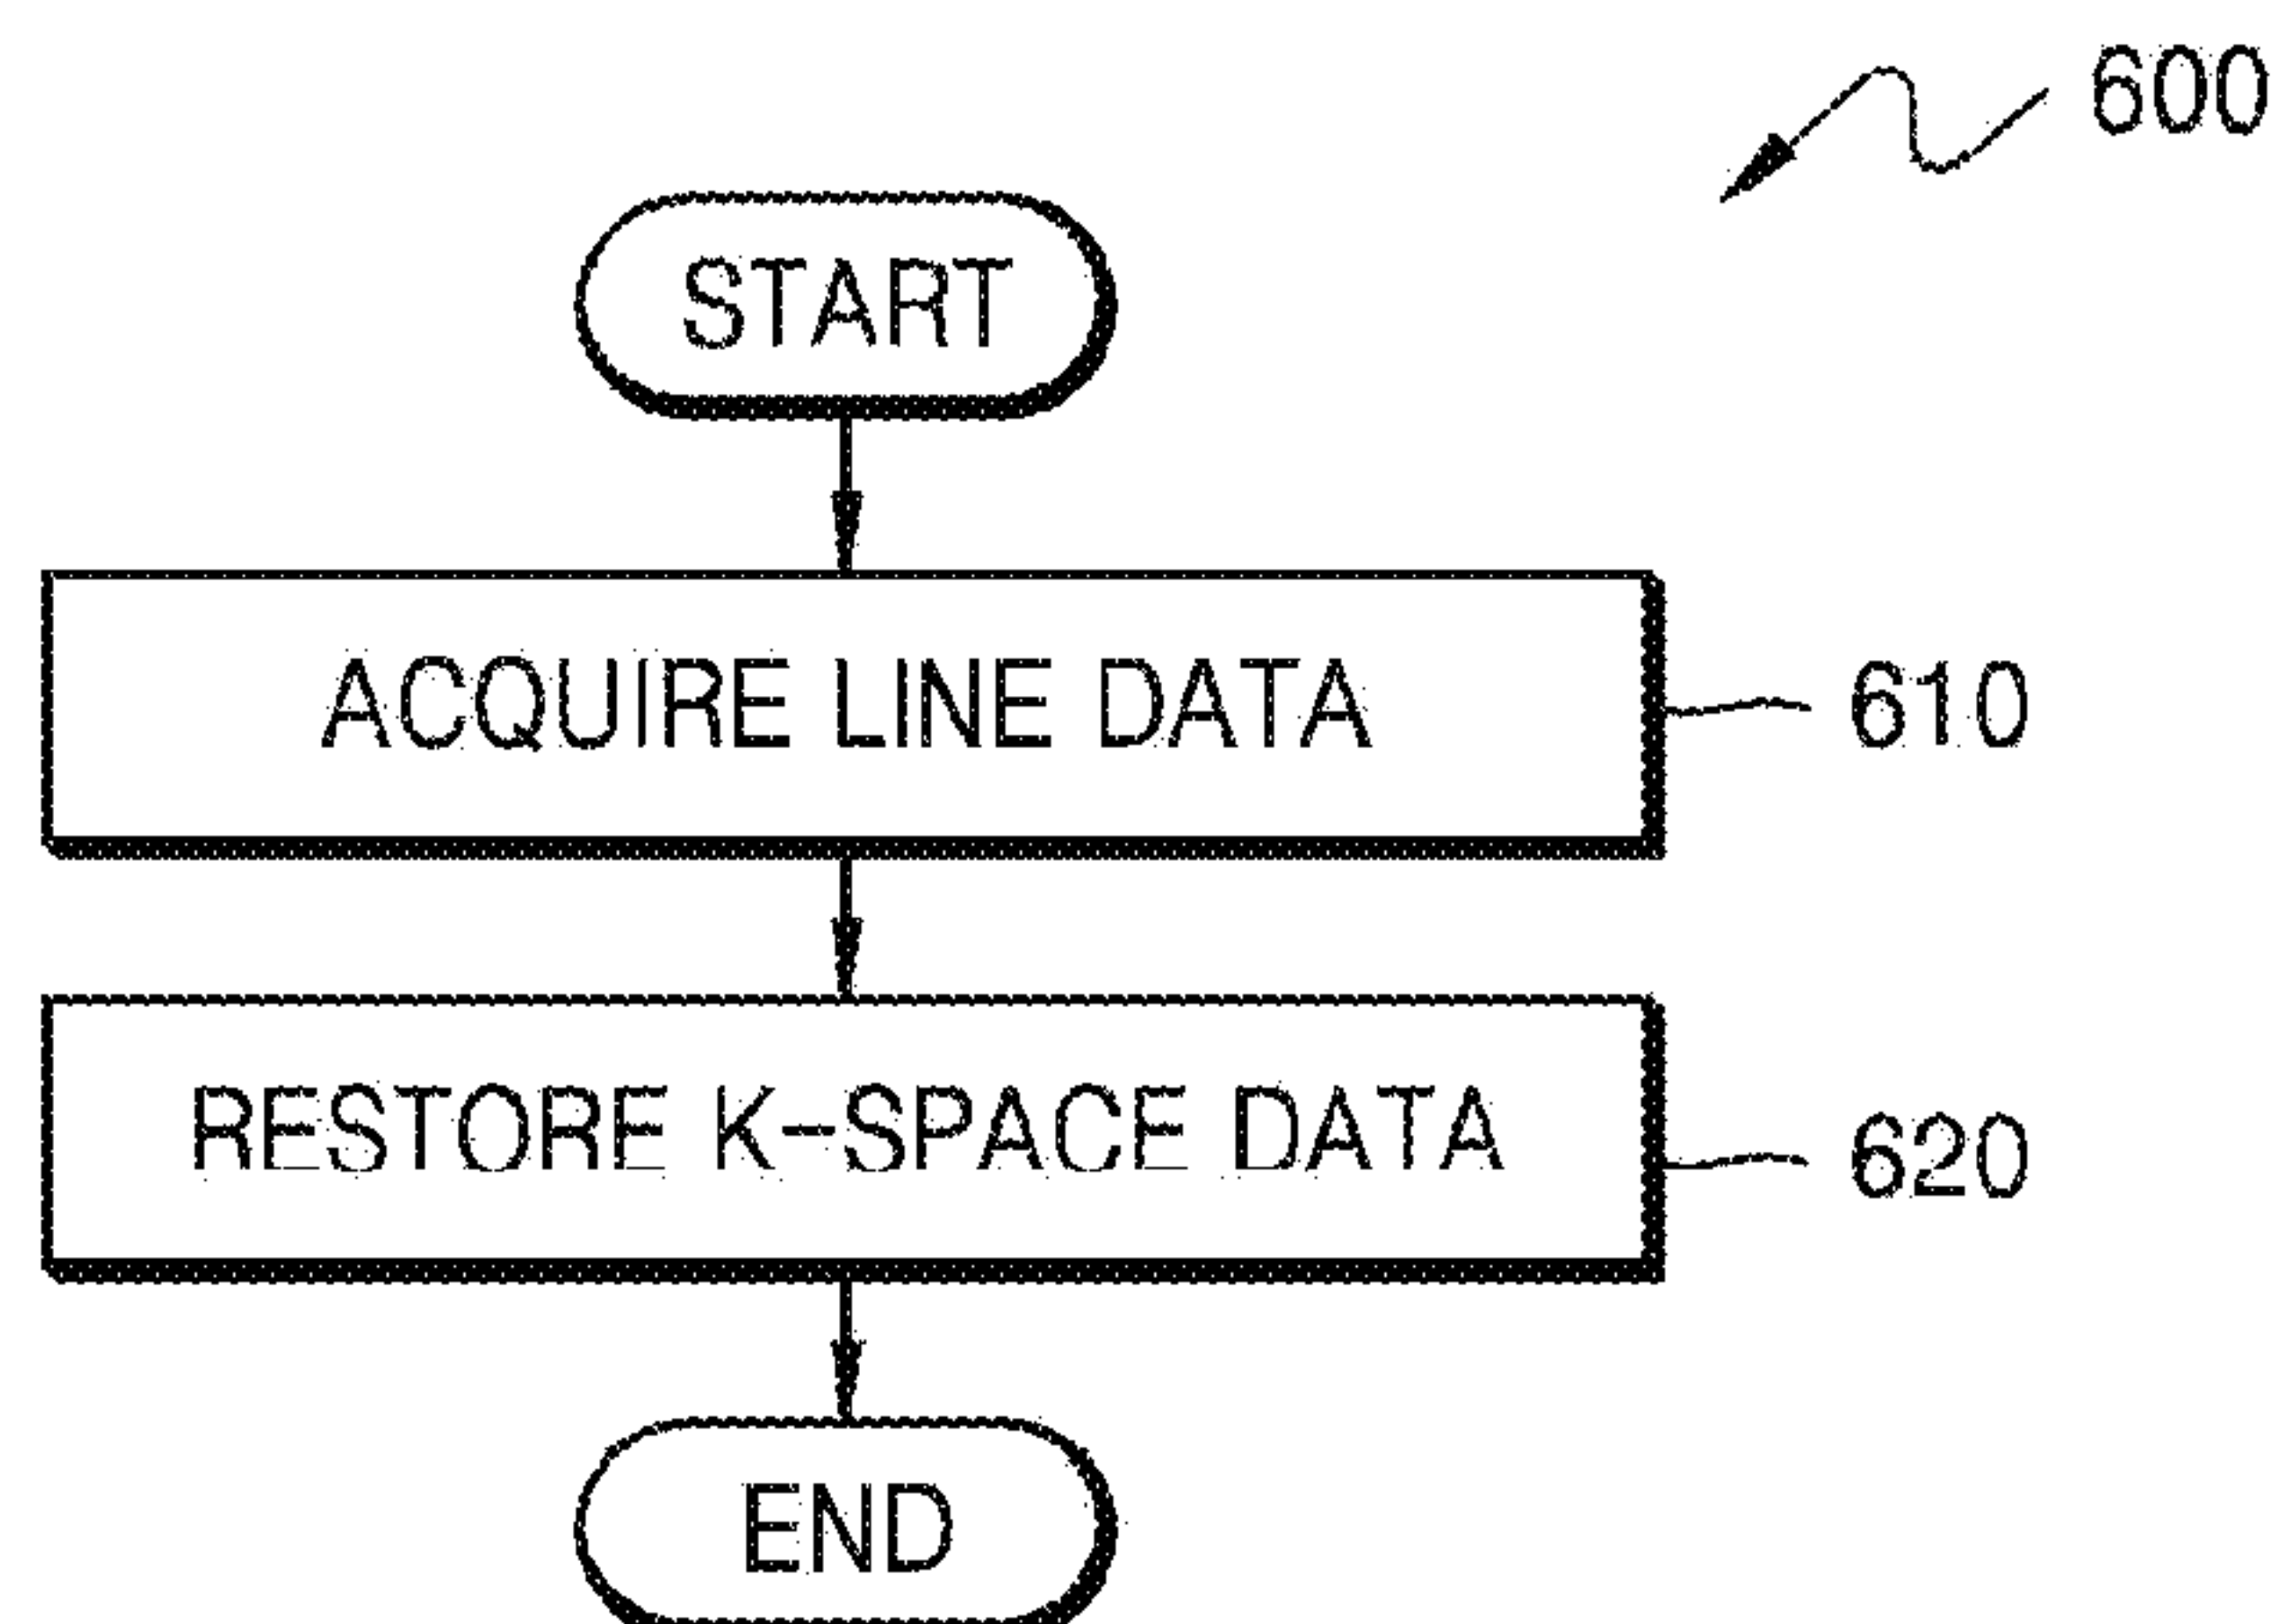 600
START
ACQUIRE LINE DATA
610
RESTORE K-SPACE DATA
620
END